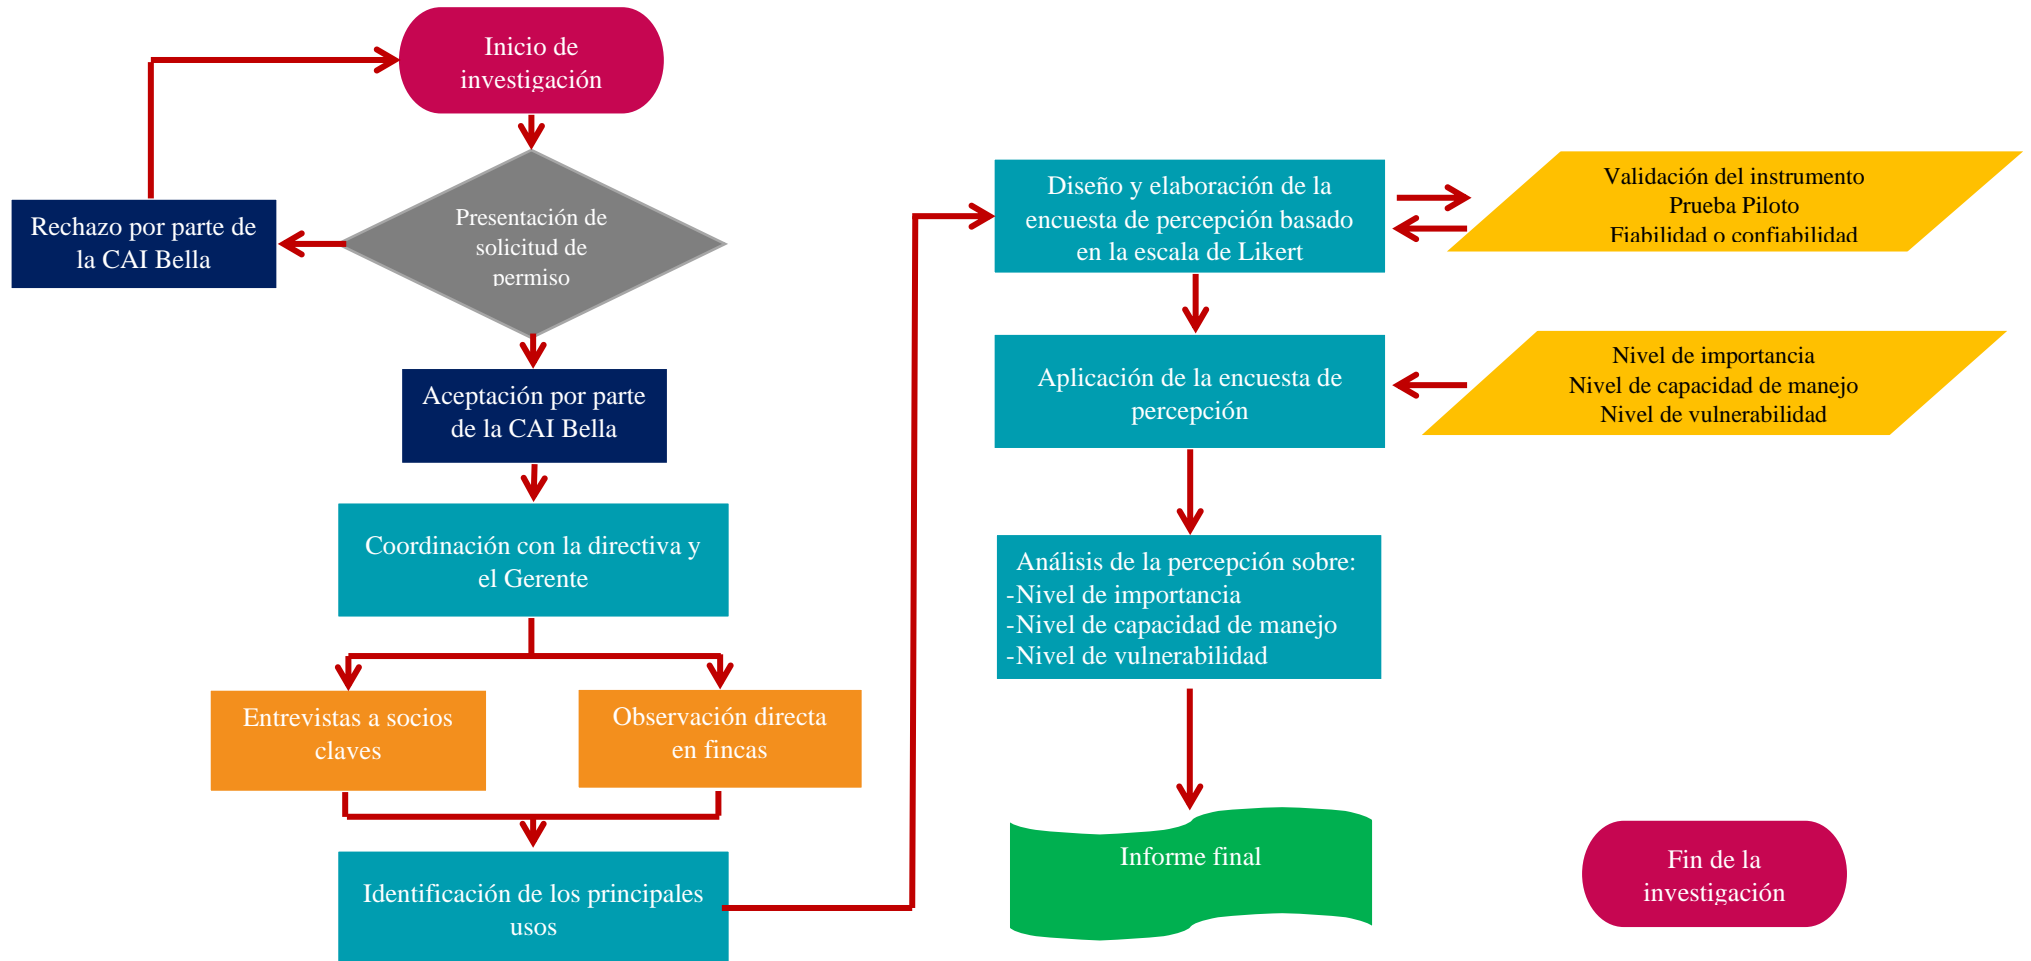 Inicio de
investigación
Rechazo por parte de
la CAI Bella
Presentación de
solicitud de
permiso
Aceptación por parte
de la CAI Bella
Coordinación con la directiva y
el Gerente
Entrevistas a socios
claves
Observación directa
en fincas
Identificación de los principales
usos
Diseño y elaboración de la
encuesta de percepción basado
en la escala de Likert
Validación del instrumento
Prueba Piloto
Fiabilidad o confiabilidad
Aplicación de la encuesta de
percepción
Nivel de importancia
Nivel de capacidad de manejo
Nivel de vulnerabilidad
Análisis de la percepción sobre:
-Nivel de importancia
-Nivel de capacidad de manejo
-Nivel de vulnerabilidad
Informe final
Fin de la
investigación